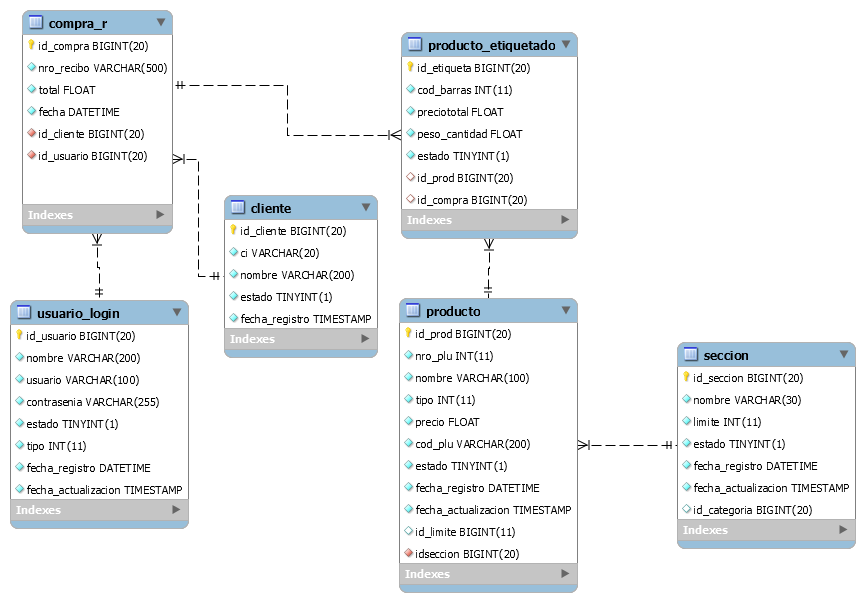 compra_r
id_compra BIGINT(20)
nro_recibo VARCHAR(500)
total FLOAT
fecha DATETIME
id_cliente BIGINT(20)
id_usuario BIGINT(20)
Indexes
producto_etiquetado
id_etiqueta BIGINT(20)
cod_barras INT(11)
preciototal FLOAT
peso_cantidad FLOAT
estado TINYINT(1)
id_prod BIGINT(20)
id_compra BIGINT(20)
Indexes
cliente
id_cliente BIGINT(20)
ci VARCHAR(20)
nombre VARCHAR(200)
estado TINYINT(1)
fecha_registro TIMESTAMP
Indexes
usuario_login
id_usuario BIGINT(20)
nombre VARCHAR(200)
usuario VARCHAR(100)
contrasenia VARCHAR(255)
estado TINYINT(1)
tipo INT(11)
fecha_registro DATETIME
fecha_actualizacion TIMESTAMP
Indexes
producto
id_prod BIGINT(20)
nro_plu INT(11)
nombre VARCHAR(100)
tipo INT(11)
precio FLOAT
cod_plu VARCHAR(200)
estado TINYINT(1)
fecha_registro DATETIME
fecha_actualizacion TIMESTAMP
id_limite BIGINT(11)
idseccion BIGINT(20)
Indexes
seccion
id_seccion BIGINT(20)
nombre VARCHAR(30)
limite INT(11)
estado TINYINT(1)
fecha_registro DATETIME
fecha_actualizacion TIMESTAMP
id_categoria BIGINT(20)
Indexes